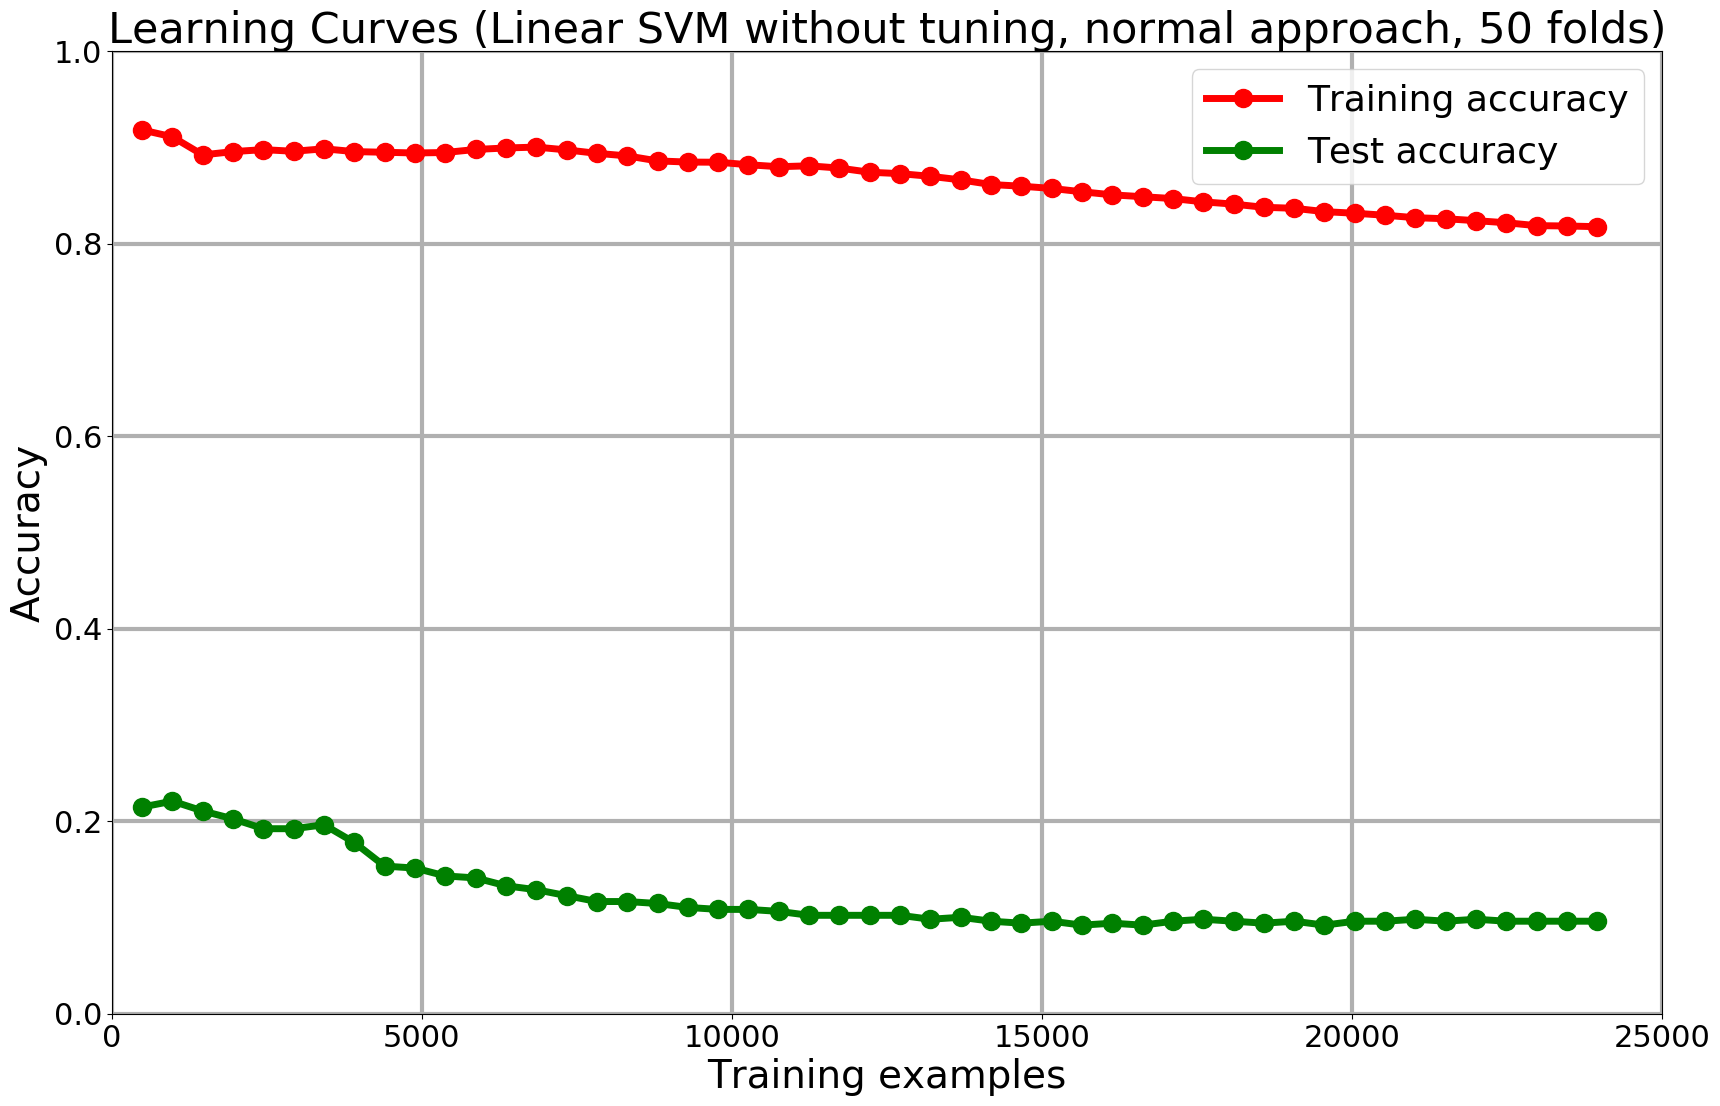 Learning Curves (Linear SVM without tuning, normal approach, 50 folds)
1.0
0.8
0.6
0.4
0.2
0.0
Accuracy
Training accuracy
Test accuracy
0 5000 10000 15000 20000 25000
Training examples